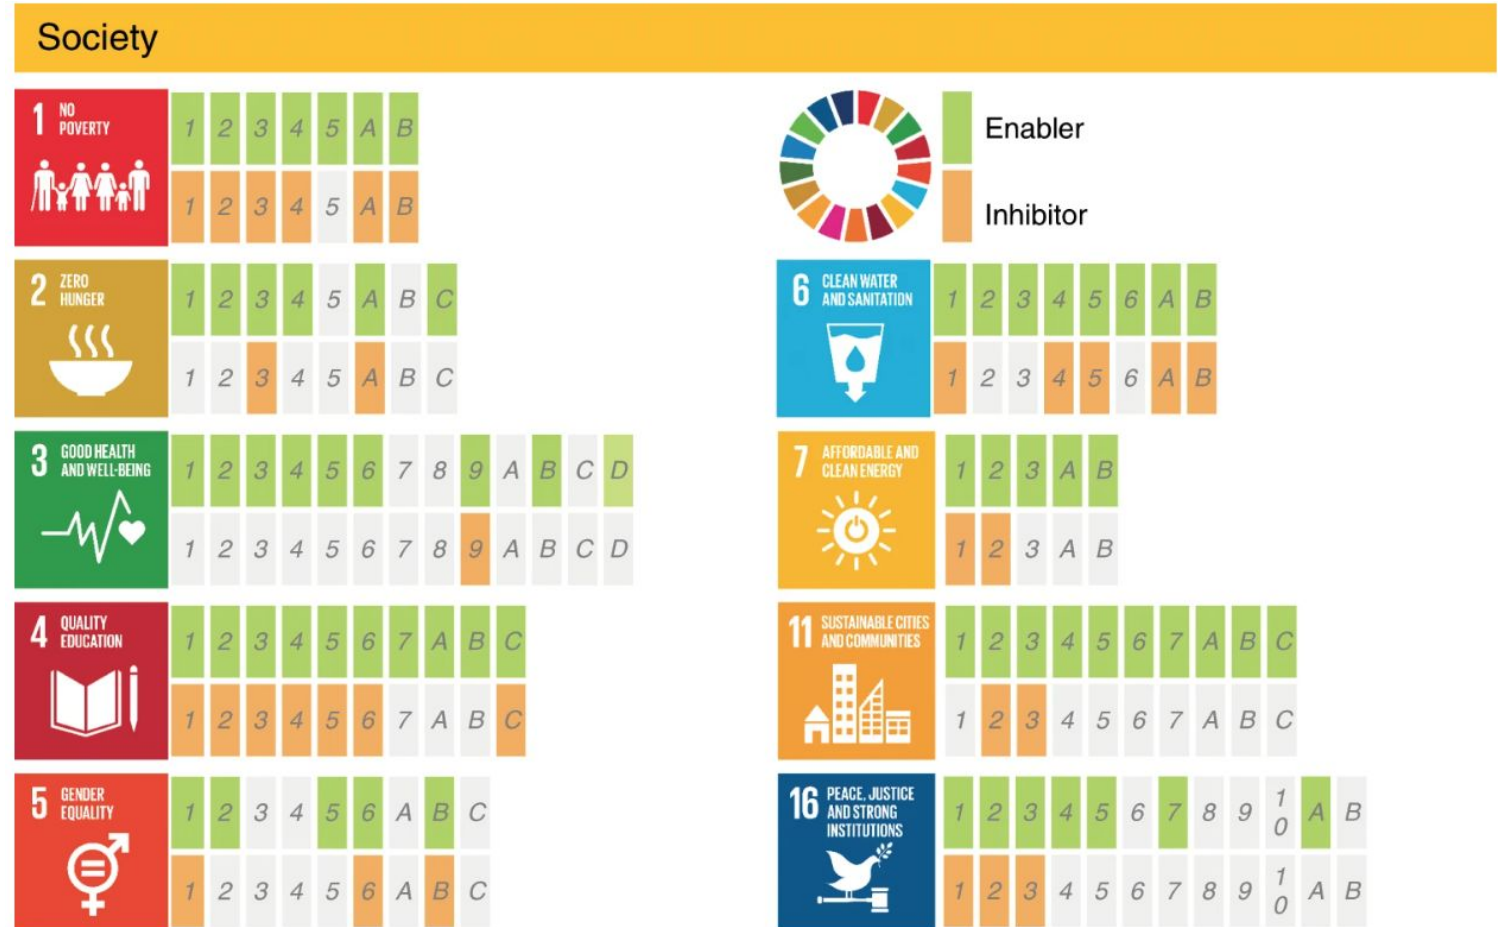 Society
1 NO
POVERTY
1 2 3 4 5 A B
1 2 3 4 5 A B
Enabler
Inhibitor
2 ZERO
HUNGER
1 2 3 4 5 A B C
1 2 3 4 5 A B C
6 CLEAN WATER
AND SANITATION
1 2 3 4 5 6 A B
1 2 3 4 5 6 A B
3 GOOD HEALTH
AND WELL-BEING
1 2 3 4 5 6 7 8 9 A B C D
1 2 3 4 5 6 7 8 9 A B C D
7 AFFORDABLE AND
CLEAN ENERGY
1 2 3 A B
1 2 3 A B
4 QUALITY
EDUCATION
1 2 3 4 5 6 7 A B C
1 2 3 4 5 6 7 A B C
11 SUSTAINABLE CITIES
AND COMMUNITIES
1 2 3 4 5 6 7 A B C
1 2 3 4 5 6 7 A B C
5 GENDER
EQUALITY
1 2 3 4 5 6 A B C
1 2 3 4 5 6 A B C
16 PEACE, JUSTICE
AND STRONG
INSTITUTIONS
1 2 3 4 5 6 7 8 9 10 A B
1 2 3 4 5 6 7 8 9 10 A B